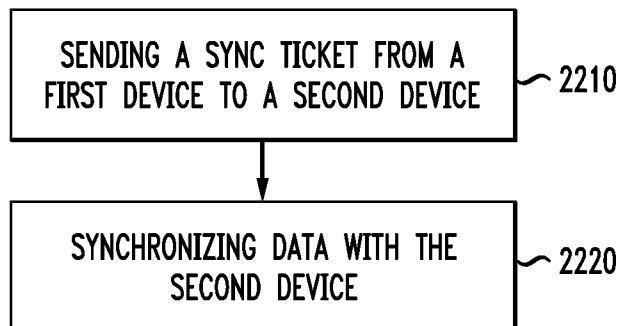 SENDING A SYNC TICKET FROM A
FIRST DEVICE TO A SECOND DEVICE
2210
SYNCHRONIZING DATA WITH THE
SECOND DEVICE
2220